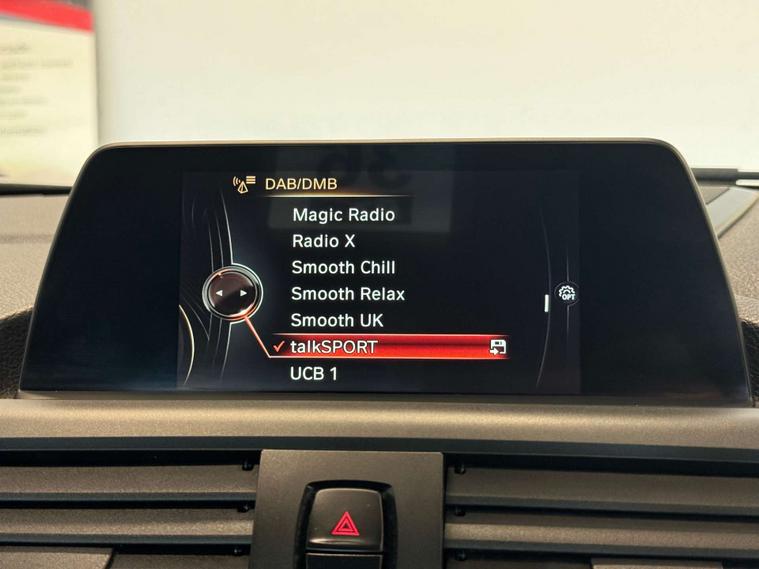 DAB/DMB
Magic Radio
Radio X
Smooth Chill
Smooth Relax
OPT
Smooth UK
talkSPORT
UCB 1